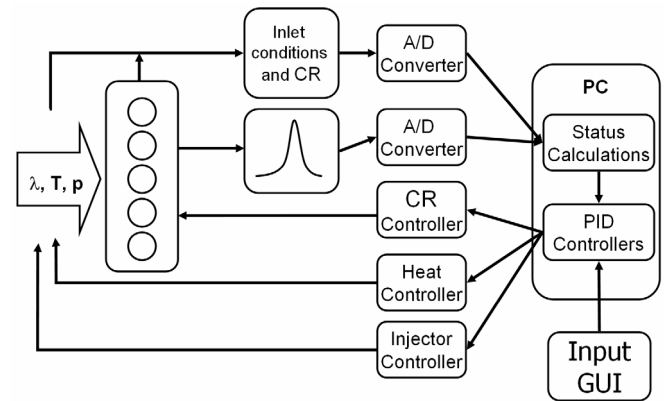 Inlet
conditions
and CR
A/D
Converter
PC
A/D
Converter
Status
Calculations
λ, T, p
CR
Controller
PID
Controllers
Heat
Controller
Injector
Controller
Input
GUI